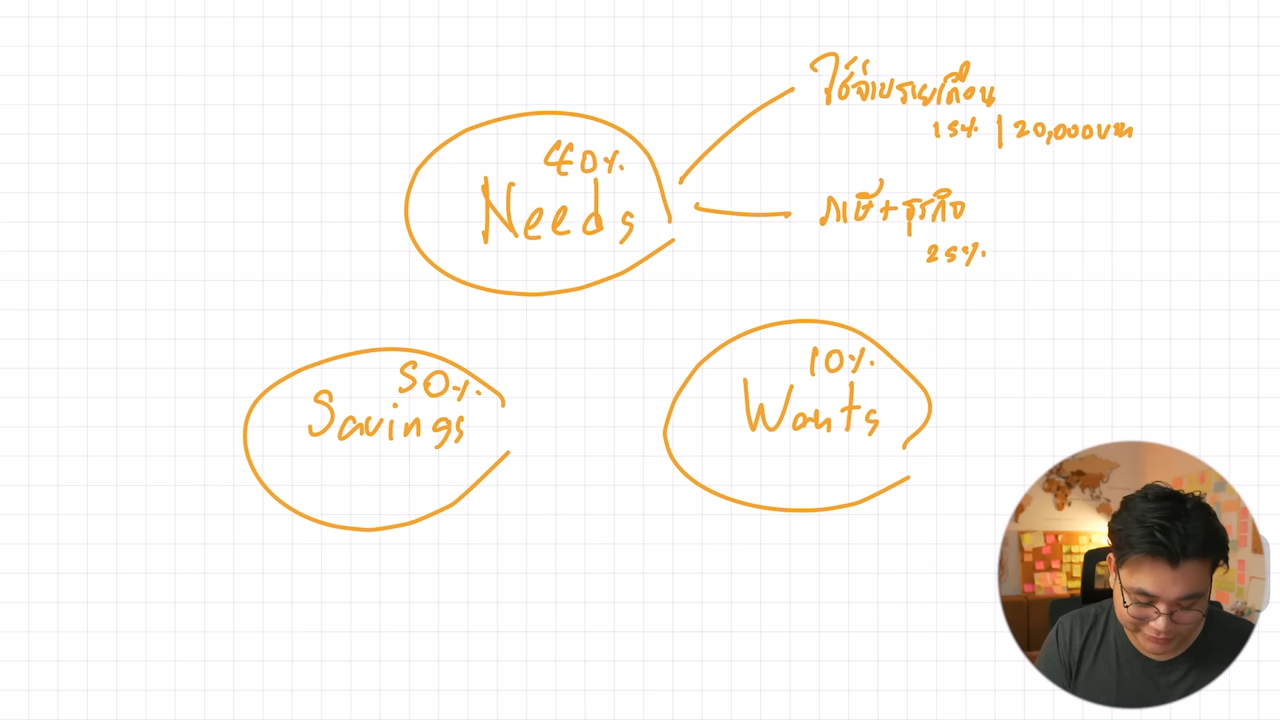 ใช้จ่ายรายเดือน
15% | 20,000บาท
40%
Needs
ภาษี+ธุรกิจ
25%
50%
Savings
10%
Wants